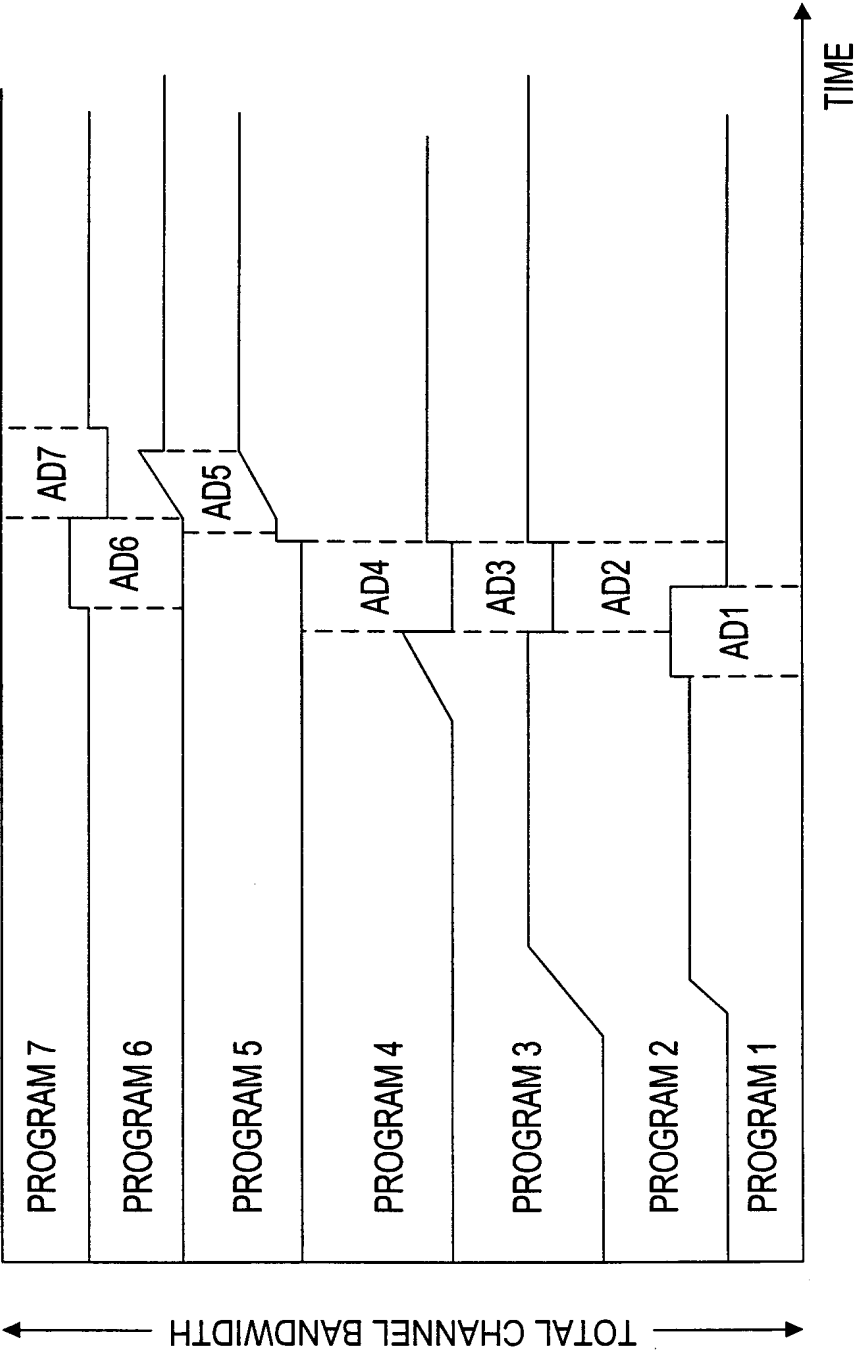 TOTAL CHANNEL BANDWIDTH
PROGRAM 7
PROGRAM 6
PROGRAM 5
PROGRAM 4
PROGRAM 3
PROGRAM 2
PROGRAM 1
AD7
AD6
AD5
AD4
AD3
AD2
AD1
TIME